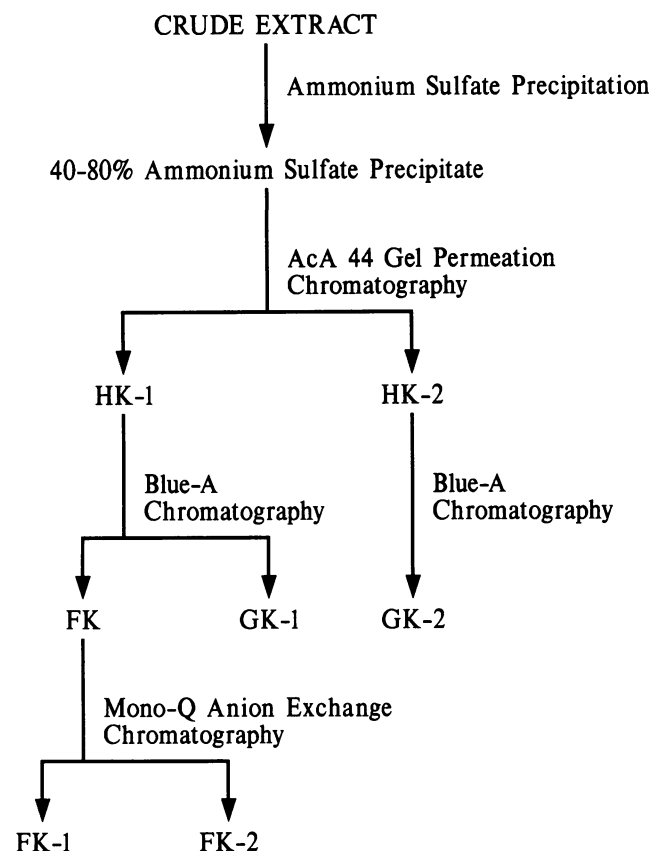 CRUDE EXTRACT
Ammonium Sulfate Precipitation
40-80% Ammonium Sulfate Precipitate
AcA 44 Gel Permeation
Chromatography
HK-1
HK-2
Blue-A
Chromatography
Blue-A
Chromatography
FK
GK-1
GK-2
Mono-Q Anion Exchange
Chromatography
FK-1
FK-2